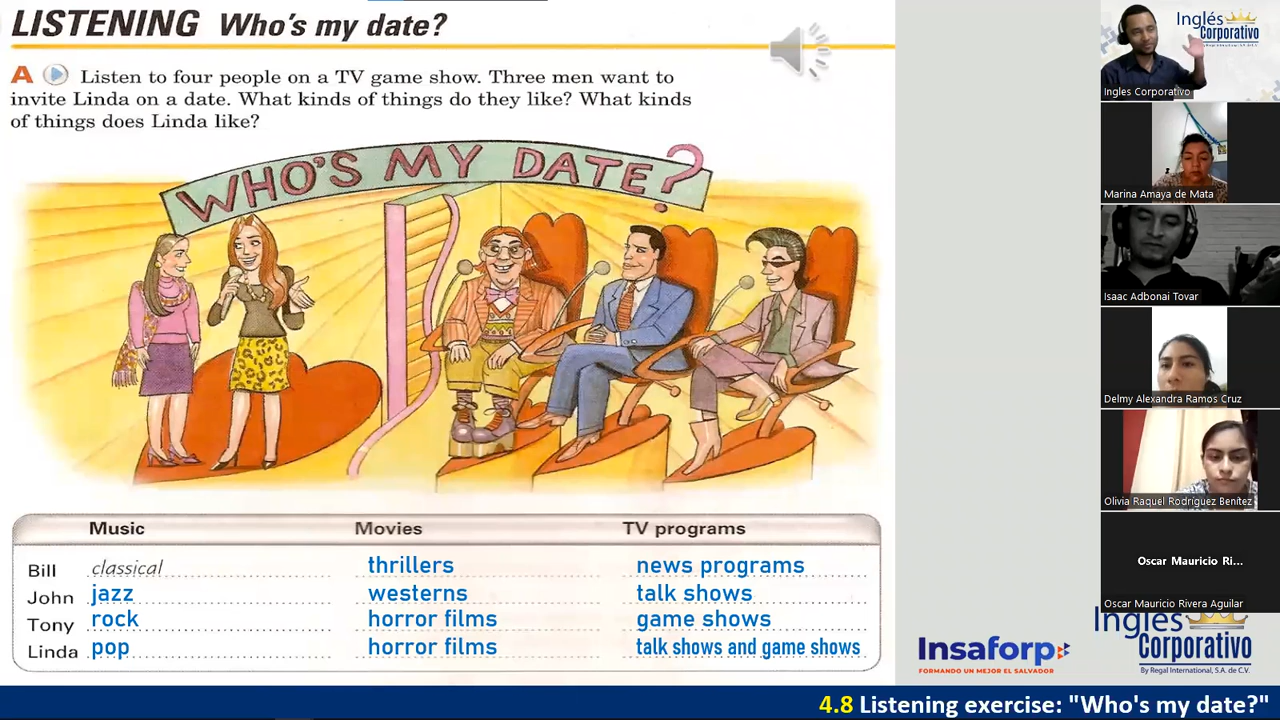 LISTENING Who's my date?
A Listen to four people on a TV game show. Three men want to
invite Linda on a date. What kinds of things do they like? What kinds
of things does Linda like?
WHO'S MY DATE?
Music Movies TV programs
Bill classical thrillers news programs
John jazz westerns talk shows
Tony rock horror films game shows
Linda pop horror films talk shows and game shows
Inglés
Corporativo
Ingles Corporativo
Marina Amaya de Mata
Isaac Adbonai Tovar
Delmy Alexandra Ramos Cruz
Olivia Raquel Rodríguez Benítez
Oscar Mauricio Ri...
Oscar Mauricio Rivera Aguilar
Insaforp
FORMANDO UN MEJOR EL SALVADOR
Inglés
Corporativo
By Regal International, S.A. de C.V.
4.8 Listening exercise: "Who's my date?"